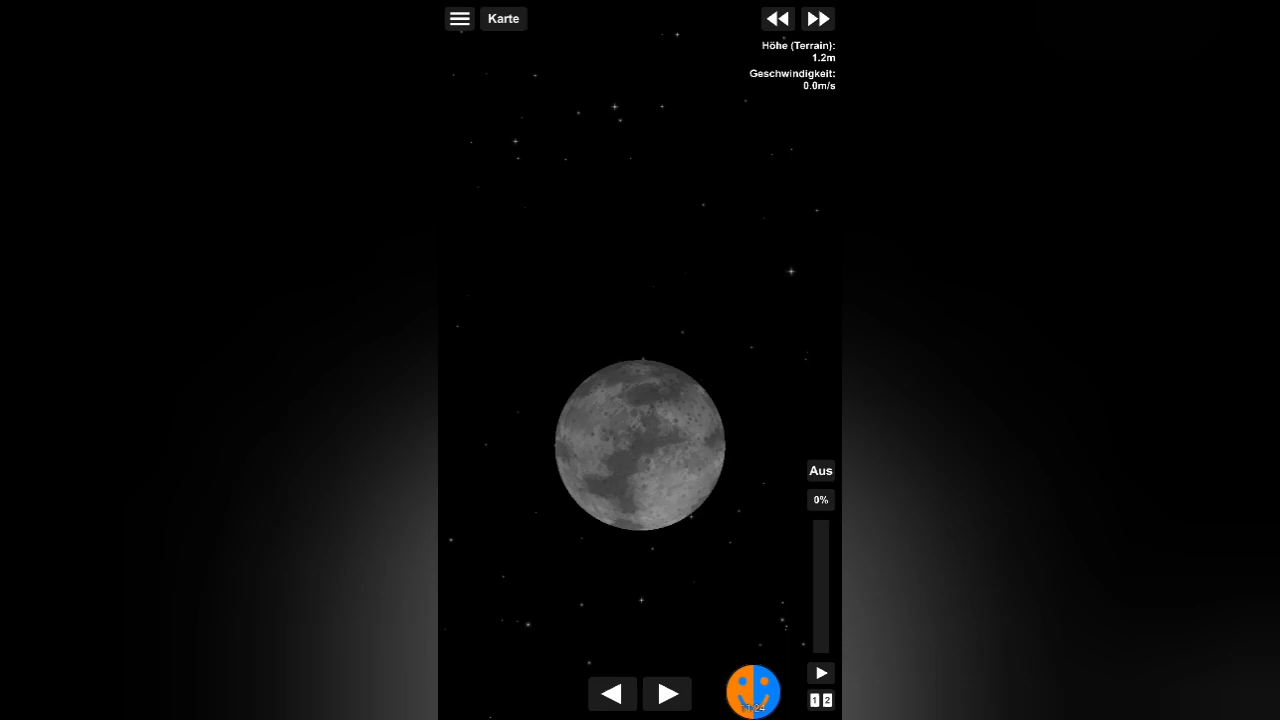 Karte
Höhe (Terrain):
1.2m
Geschwindigkeit:
0.0m/s
Aus
0%
1 2